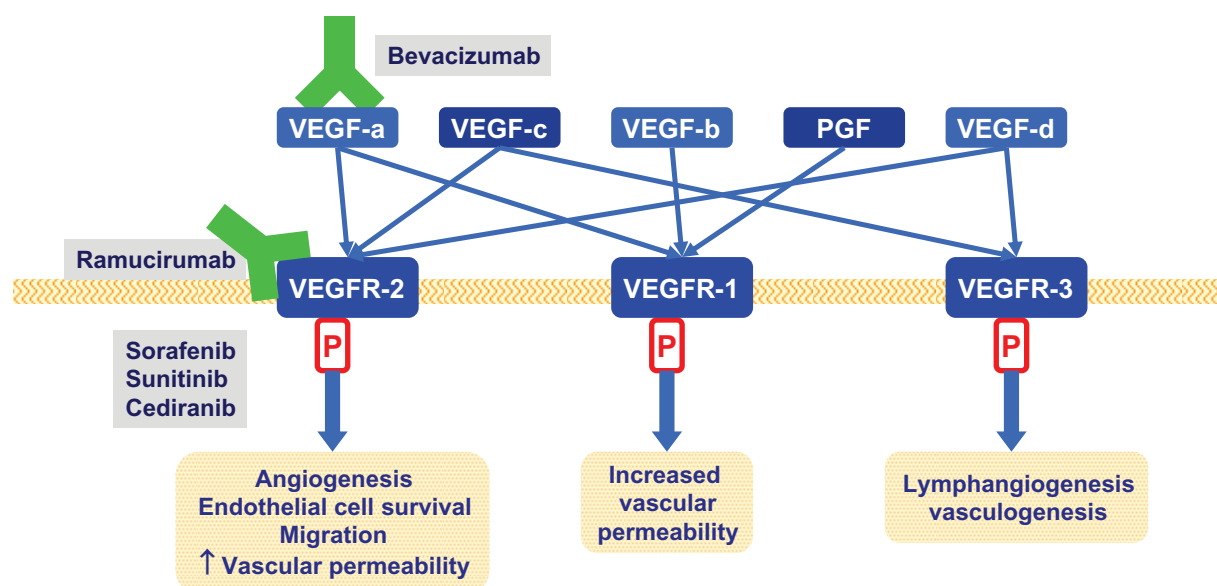 Bevacizumab
VEGF-a
VEGF-c
VEGF-b
PGF
VEGF-d
Ramucirumab
VEGFR-2
VEGFR-1
VEGFR-3
P
P
P
Sorafenib
Sunitinib
Cediranib
Angiogenesis
Endothelial cell survival
Migration
↑ Vascular permeability
Increased
vascular
permeability
Lymphangiogenesis
vasculogenesis